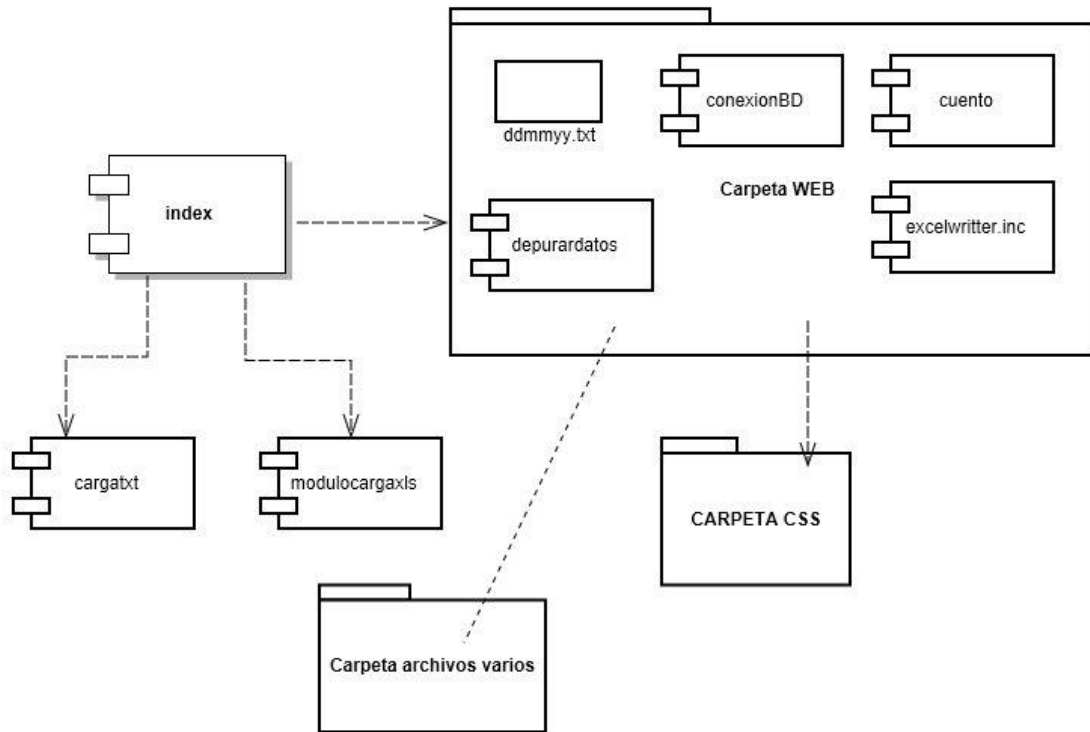 conexionBD
cuento
ddmmyy.txt
Carpeta WEB
index
depurardatos
excelwritter.inc
cargatxt
modulocargaxls
CARPETA CSS
Carpeta archivos varios